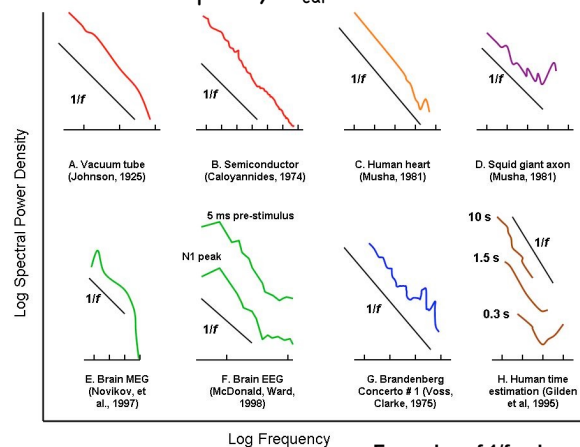 1/f
1/f
1/f
1/f
A. Vacuum tube
(Johnson, 1925)
B. Semiconductor
(Caloyannides, 1974)
C. Human heart
(Musha, 1981)
D. Squid giant axon
(Musha, 1981)
Log Spectral Power Density
1/f
5 ms pre-stimulus
N1 peak
1/f
1/f
10 s
1.5 s
0.3 s
1/f
E. Brain MEG
(Novikov, et
al., 1997)
F. Brain EEG
(McDonald, Ward,
1998)
G. Brandenberg
Concerto # 1 (Voss,
Clarke, 1975)
H. Human time
estimation (Gilden
et al, 1995)
Log Frequency